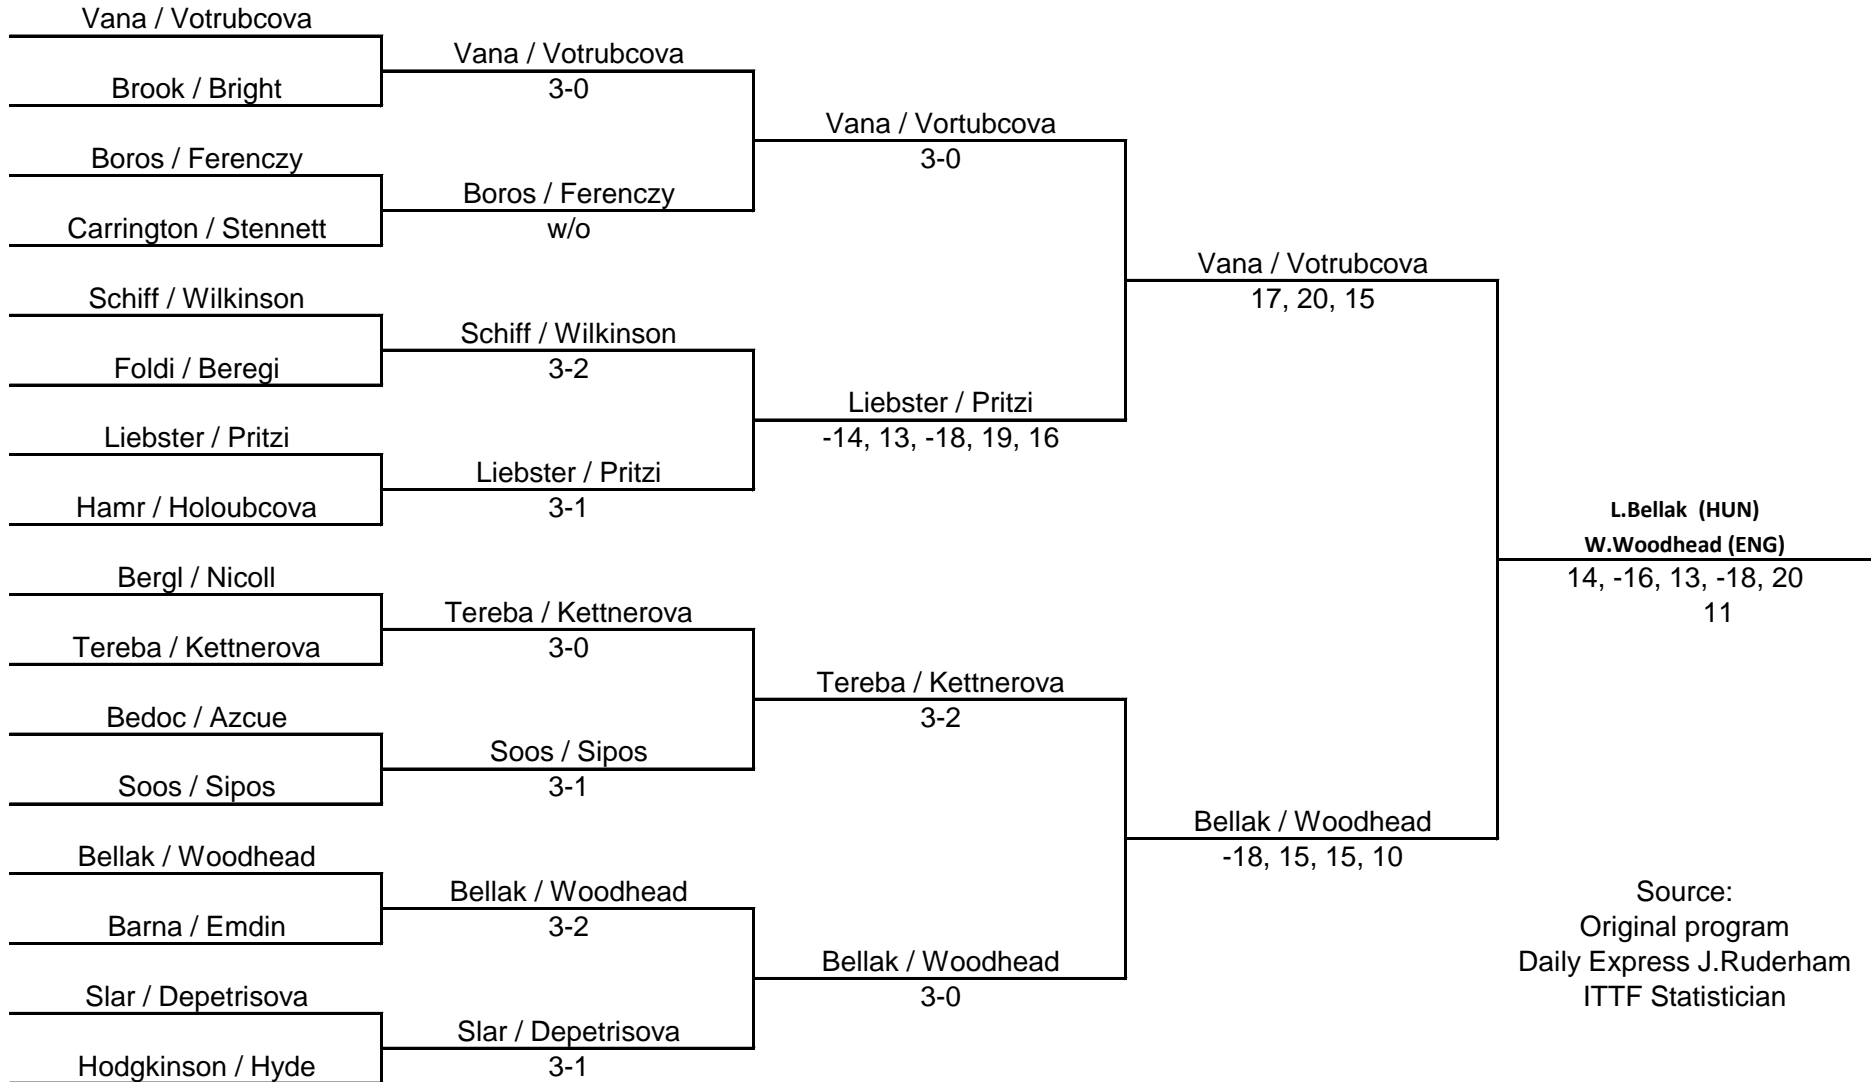 Vana / Votrubcova
Brook / Bright
Boros / Ferenczy
Carrington / Stennett
Schiff / Wilkinson
Foldi / Beregi
Liebster / Pritzi
Hamr / Holoubcova
Bergl / Nicoll
Tereba / Kettnerova
Bedoc / Azcue
Soos / Sipos
Bellak / Woodhead
Barna / Emdin
Slar / Depetrisova
Hodgkinson / Hyde
Vana / Votrubcova
3-0
Boros / Ferenczy
w/o
Schiff / Wilkinson
3-2
Liebster / Pritzi
3-1
Tereba / Kettnerova
3-0
Soos / Sipos
3-1
Bellak / Woodhead
3-2
Slar / Depetrisova
3-1
Vana / Vortubcova
3-0
Liebster / Pritzi
-14, 13, -18, 19, 16
Tereba / Kettnerova
3-2
Bellak / Woodhead
3-0
Vana / Votrubcova
17, 20, 15
Bellak / Woodhead
-18, 15, 15, 10
L.Bellak (HUN)
W.Woodhead (ENG)
14, -16, 13, -18, 20
11
Source:
Original program
Daily Express J.Ruderham
ITTF Statistician